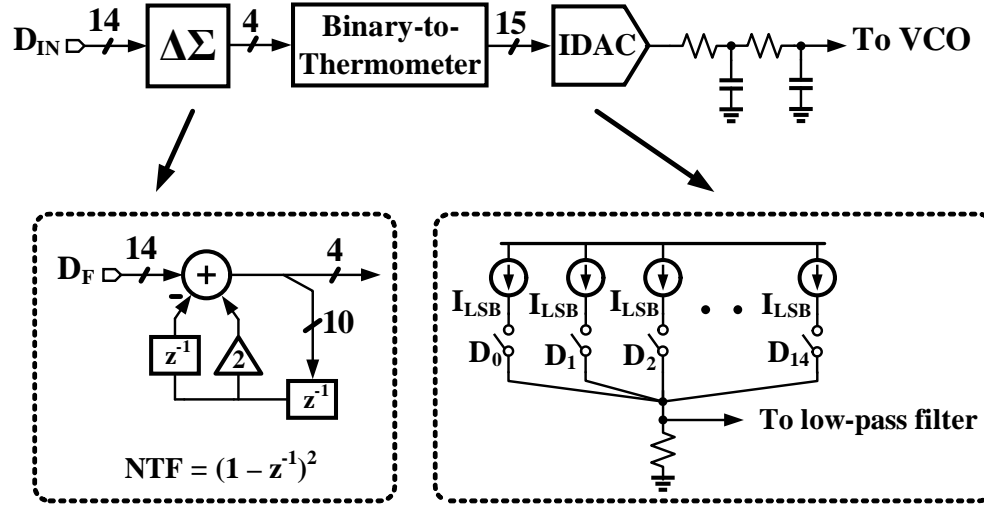 D_IN 14 ΔΣ 4 Binary-to-Thermometer 15 IDAC To VCO
D_F 14 + 4
−
10
z⁻¹ 2 z⁻¹
NTF = (1 – z⁻¹)²
I_LSB I_LSB I_LSB I_LSB
D_0 D_1 D_2 D_14
To low-pass filter